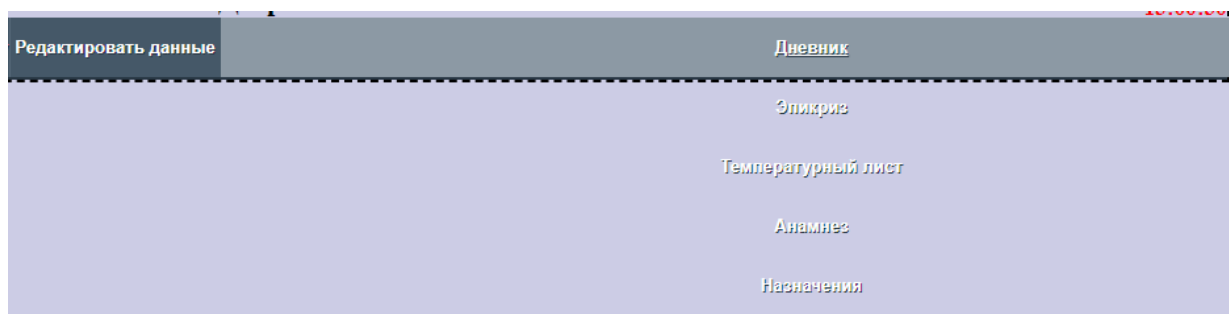 Редактировать данные
Дневник
Эпикриз
Температурный лист
Анамнез
Назначения